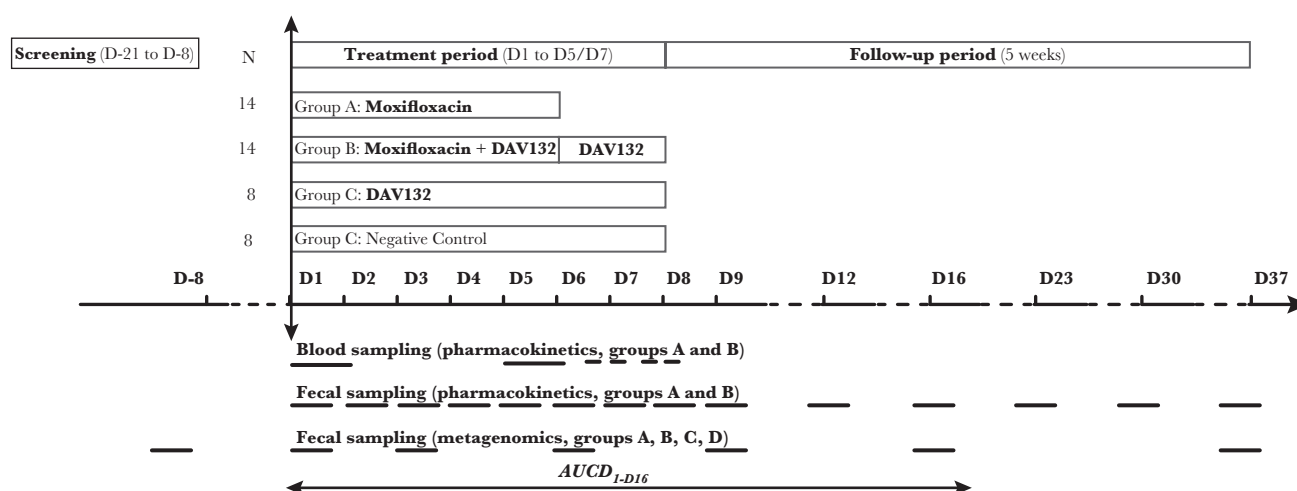 Screening (D-21 to D-8) N Treatment period (D1 to D5/D7) Follow-up period (5 weeks)
14 Group A: Moxifloxacin
14 Group B: Moxifloxacin + DAV132 DAV132
8 Group C: DAV132
8 Group C: Negative Control
D-8 D1 D2 D3 D4 D5 D6 D7 D8 D9 D12 D16 D23 D30 D37
Blood sampling (pharmacokinetics, groups A and B)
Fecal sampling (pharmacokinetics, groups A and B)
Fecal sampling (metagenomics, groups A, B, C, D)
AUCD1-D16